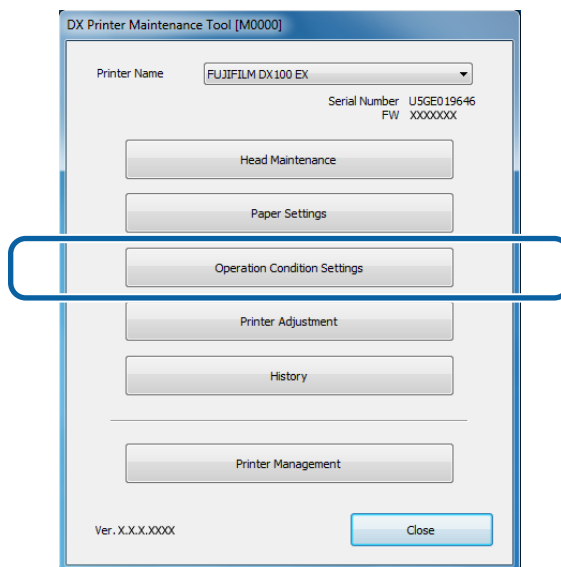 DX Printer Maintenance Tool [M0000]
Printer Name FUJIFILM DX100 EX
Serial Number U5GE019646
FW XXXXXXX
Head Maintenance
Paper Settings
Operation Condition Settings
Printer Adjustment
History
Printer Management
Ver. X.X.X.XXXX Close